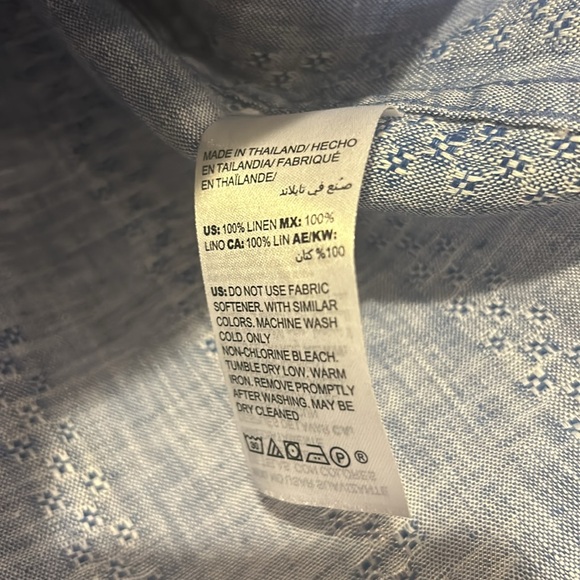 MADE IN THAILAND/ HECHO
EN TAILANDIA/ FABRIQUÉ
EN THAÏLANDE/
صنع في تايلاند
US: 100% LINEN MX: 100%
LINO CA: 100% LIN AE/KW:
100% كتان
US: DO NOT USE FABRIC
SOFTENER. WITH SIMILAR
COLORS. MACHINE WASH
COLD. ONLY
NON-CHLORINE BLEACH.
TUMBLE DRY LOW. WARM
IRON. REMOVE PROMPTLY
AFTER WASHING. MAY BE
DRY CLEANED
P ®